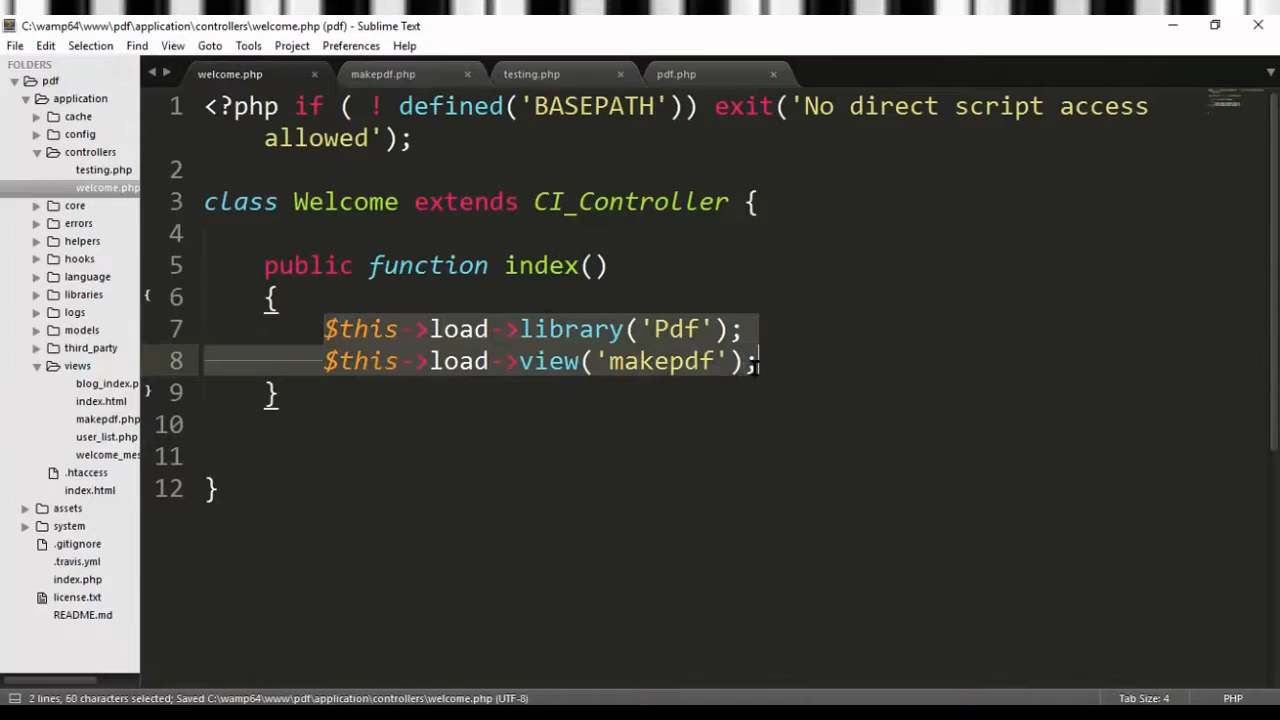 C:\wamp64\www\pdf\application\controllers\welcome.php (pdf) - Sublime Text
File Edit Selection Find View Goto Tools Project Preferences Help
FOLDERS
pdf
application
cache
config
controllers
testing.php
welcome.php
core
errors
helpers
hooks
language
libraries
logs
models
third_party
views
blog_index.p
index.html
makepdf.php
user_list.php
welcome_mes
.htaccess
index.html
assets
system
.gitignore
.travis.yml
index.php
license.txt
README.md
welcome.php makepdf.php testing.php pdf.php
1 <?php if ( ! defined('BASEPATH')) exit('No direct script access
allowed');
2
3 class Welcome extends CI_Controller {
4
5 public function index()
6 {
7 $this->load->library('Pdf');
8 $this->load->view('makepdf');
9 }
10
11
12 }
2 lines, 60 characters selected; Saved C:\wamp64\www\pdf\application\controllers\welcome.php (UTF-8) Tab Size: 4 PHP